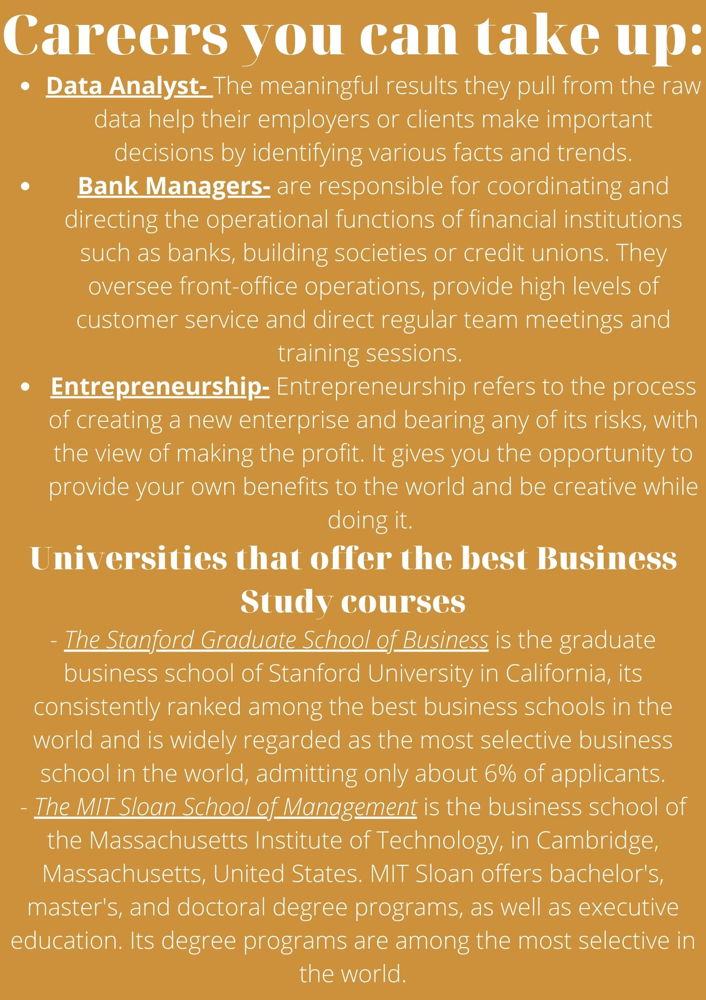 Careers you can take up:
• Data Analyst- The meaningful results they pull from the raw
data help their employers or clients make important
decisions by identifying various facts and trends.
• Bank Managers- are responsible for coordinating and
directing the operational functions of financial institutions
such as banks, building societies or credit unions. They
oversee front-office operations, provide high levels of
customer service and direct regular team meetings and
training sessions.
• Entrepreneurship- Entrepreneurship refers to the process
of creating a new enterprise and bearing any of its risks, with
the view of making the profit. It gives you the opportunity to
provide your own benefits to the world and be creative while
doing it.
Universities that offer the best Business
Study courses
- The Stanford Graduate School of Business is the graduate
business school of Stanford University in California, its
consistently ranked among the best business schools in the
world and is widely regarded as the most selective business
school in the world, admitting only about 6% of applicants.
- The MIT Sloan School of Management is the business school of
the Massachusetts Institute of Technology, in Cambridge,
Massachusetts, United States. MIT Sloan offers bachelor's,
master's, and doctoral degree programs, as well as executive
education. Its degree programs are among the most selective in
the world.